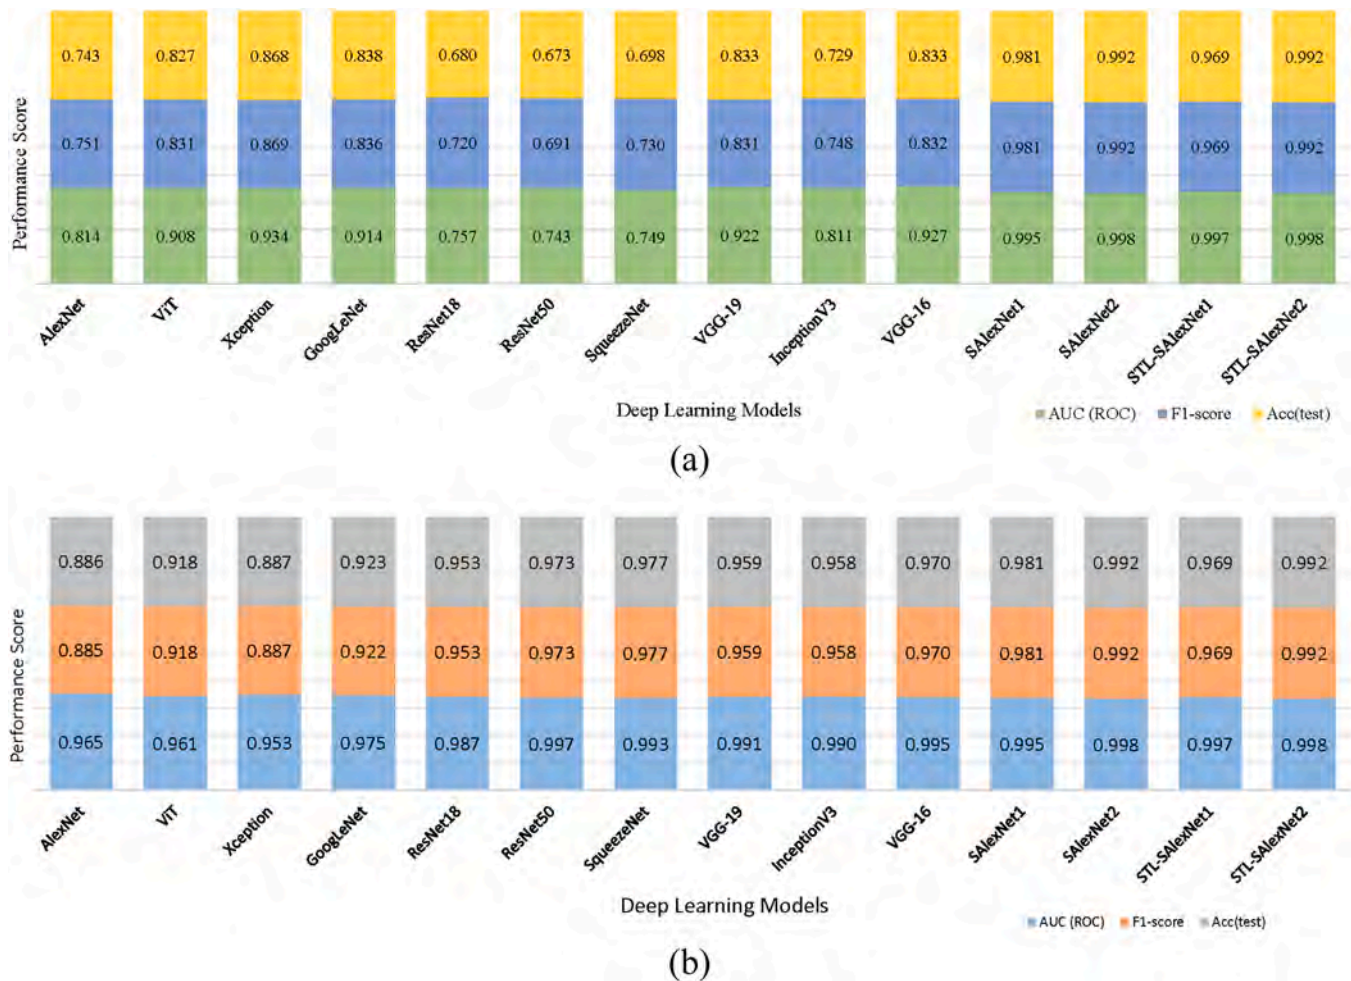 0.743 0.827 0.868 0.838 0.680 0.673 0.698 0.833 0.729 0.833 0.981 0.992 0.969 0.992
0.751 0.831 0.869 0.836 0.720 0.691 0.730 0.831 0.748 0.832 0.981 0.992 0.969 0.992
0.814 0.908 0.934 0.914 0.757 0.743 0.749 0.922 0.811 0.927 0.995 0.998 0.997 0.998
Performance Score
AlexNet ViT Xception GoogLeNet ResNet18 ResNet50 SqueezeNet VGG-19 InceptionV3 VGG-16 SAlexNet1 SAlexNet2 STL-SAlexNet1 STL-SAlexNet2
Deep Learning Models
AUC (ROC) F1-score Acc(test)
(a)
0.886 0.918 0.887 0.923 0.953 0.973 0.977 0.959 0.958 0.970 0.981 0.992 0.969 0.992
0.885 0.918 0.887 0.922 0.953 0.973 0.977 0.959 0.958 0.970 0.981 0.992 0.969 0.992
0.965 0.961 0.953 0.975 0.987 0.997 0.993 0.991 0.990 0.995 0.995 0.998 0.997 0.998
Performance Score
AlexNet ViT Xception GoogLeNet ResNet18 ResNet50 SqueezeNet VGG-19 InceptionV3 VGG-16 SAlexNet1 SAlexNet2 STL-SAlexNet1 STL-SAlexNet2
Deep Learning Models
AUC (ROC) F1-score Acc(test)
(b)